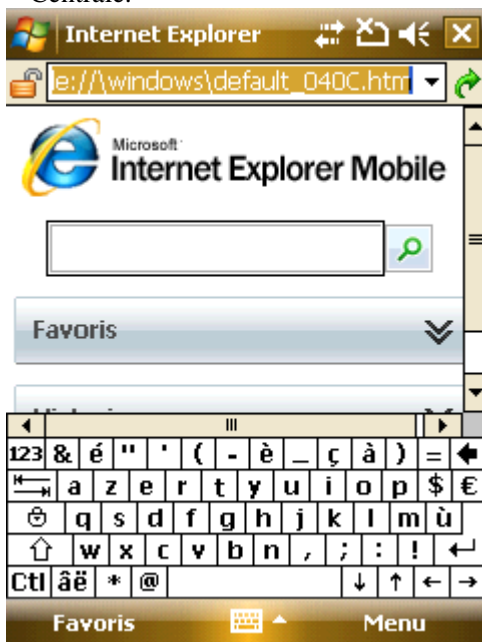 Centrale.
Internet Explorer
e://\windows\default_040C.htm
Microsoft
Internet Explorer Mobile
Favoris
123 & é " ' ( - è _ ç à ) =
a z e r t y u i o p $ €
q s d f g h j k l m ù
w x c v b n , ; : !
Ctl âë * @ ↓ ↑ ← →
Favoris Menu